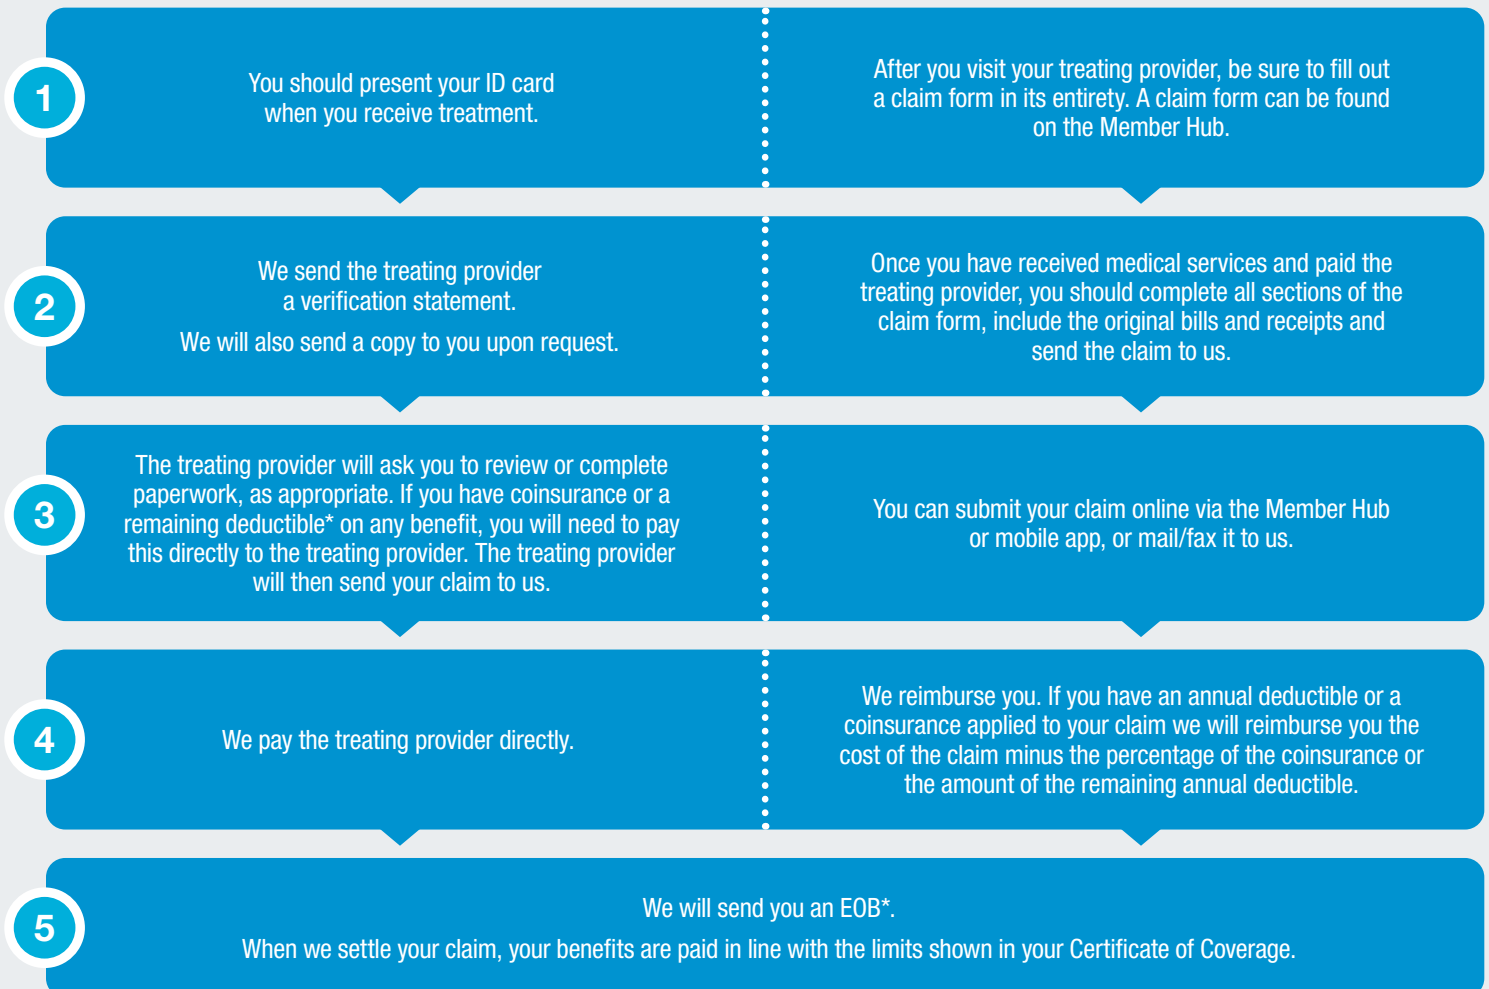 1
You should present your ID card
when you receive treatment.
After you visit your treating provider, be sure to fill out
a claim form in its entirety. A claim form can be found
on the Member Hub.
2
We send the treating provider
a verification statement.
We will also send a copy to you upon request.
Once you have received medical services and paid the
treating provider, you should complete all sections of the
claim form, include the original bills and receipts and
send the claim to us.
3
The treating provider will ask you to review or complete
paperwork, as appropriate. If you have coinsurance or a
remaining deductible* on any benefit, you will need to pay
this directly to the treating provider. The treating provider
will then send your claim to us.
You can submit your claim online via the Member Hub
or mobile app, or mail/fax it to us.
4
We pay the treating provider directly.
We reimburse you. If you have an annual deductible or a
coinsurance applied to your claim we will reimburse you the
cost of the claim minus the percentage of the coinsurance or
the amount of the remaining annual deductible.
5
We will send you an EOB*.
When we settle your claim, your benefits are paid in line with the limits shown in your Certificate of Coverage.